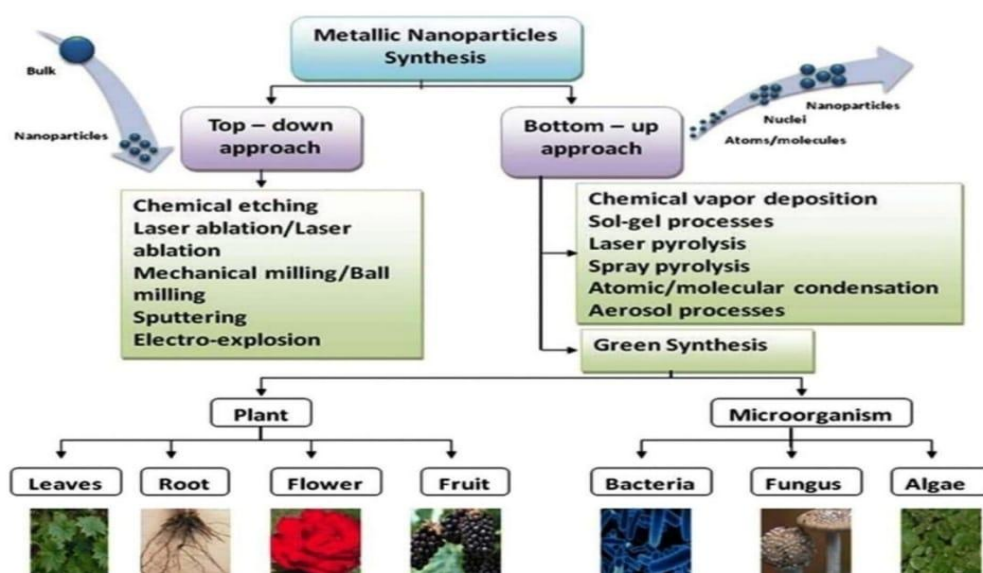 Metallic Nanoparticles
Synthesis
Bulk
Nanoparticles
Top – down
approach
Bottom – up
approach
Nanoparticles
Nuclei
Atoms/molecules
Chemical etching
Laser ablation/Laser
ablation
Mechanical milling/Ball
milling
Sputtering
Electro-explosion
Chemical vapor deposition
Sol-gel processes
Laser pyrolysis
Spray pyrolysis
Atomic/molecular condensation
Aerosol processes
Green Synthesis
Plant
Microorganism
Leaves
Root
Flower
Fruit
Bacteria
Fungus
Algae